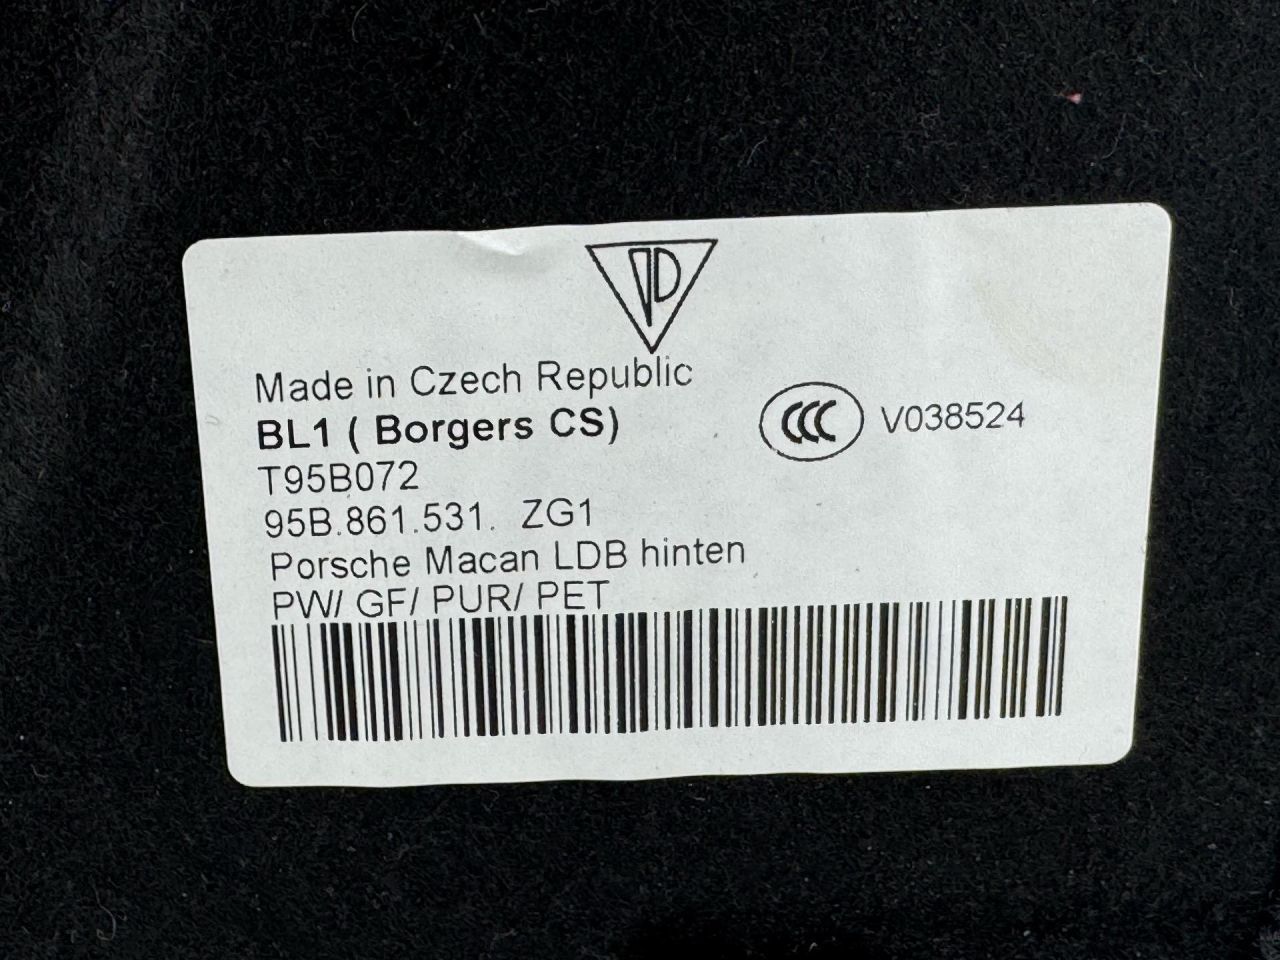 PD
Made in Czech Republic
BL1 ( Borgers CS)
CCC V038524
T95B072
95B.861.531. ZG1
Porsche Macan LDB hinten
PW/ GF/ PUR/ PET